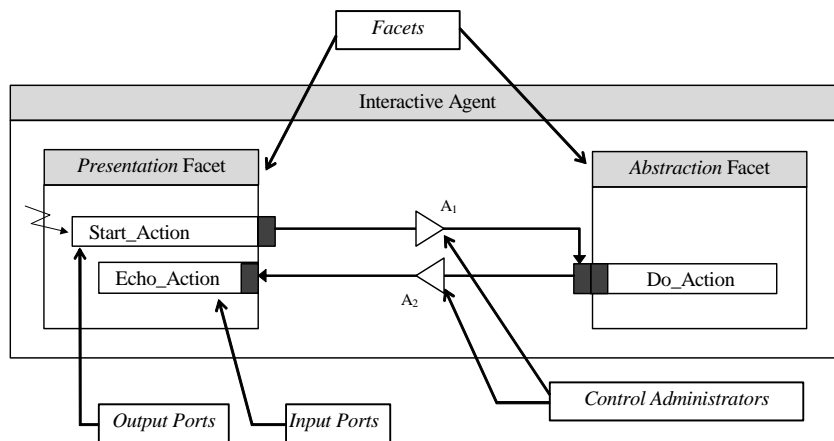 Facets
Interactive Agent
Presentation Facet
Abstraction Facet
Start_Action
A1
Echo_Action
A2
Do_Action
Output Ports
Input Ports
Control Administrators